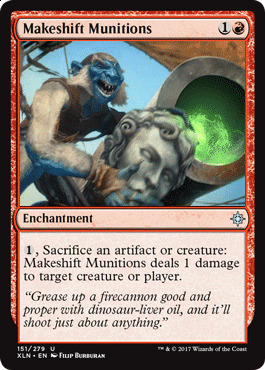 Makeshift Munitions 1
Enchantment
1, Sacrifice an artifact or creature:
Makeshift Munitions deals 1 damage
to target creature or player.
"Grease up a firecannon good and
proper with dinosaur-liver oil, and it'll
shoot just about anything."
151/279 U
XLN • EN FILIP BURBURAN
™ & © 2017 Wizards of the Coast